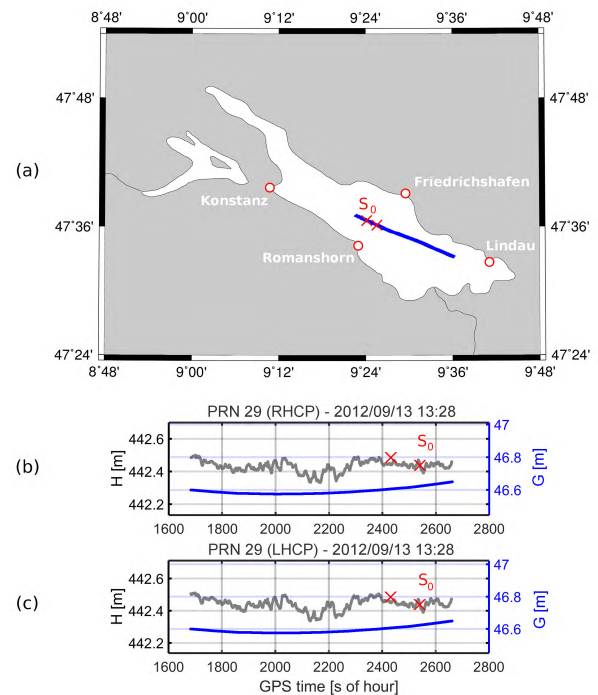 8˚48' 9˚00' 9˚12' 9˚24' 9˚36' 9˚48'
47˚48' 47˚48'
(a)
Friedrichshafen
Konstanz
S0
47˚36' 47˚36'
Lindau
Romanshorn
47˚24' 47˚24'
8˚48' 9˚00' 9˚12' 9˚24' 9˚36' 9˚48'
PRN 29 (RHCP) - 2012/09/13 13:28
47
442.6
S0
46.8
(b)
H [m]
442.4
G [m]
46.6
442.2
1600 1800 2000 2200 2400 2600 2800
PRN 29 (LHCP) - 2012/09/13 13:28
47
442.6
S0
46.8
(c)
H [m]
442.4
G [m]
46.6
442.2
1600 1800 2000 2200 2400 2600 2800
GPS time [s of hour]